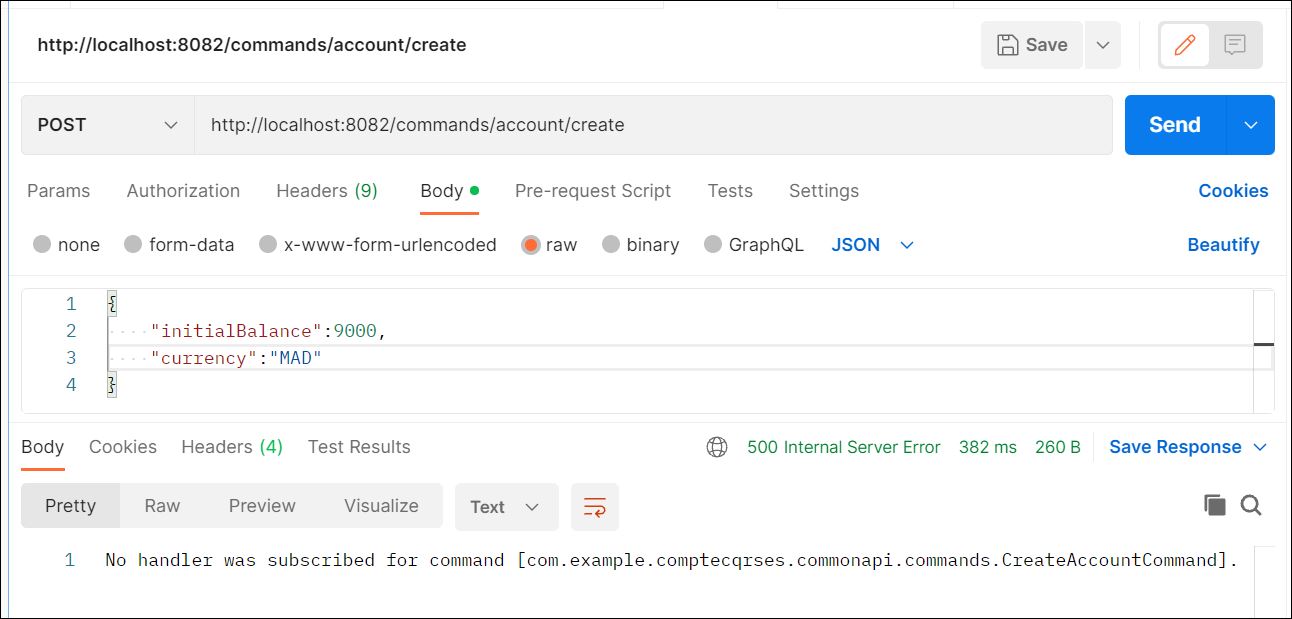 http://localhost:8082/commands/account/create
Save
POST
http://localhost:8082/commands/account/create
Send
Params Authorization Headers (9) Body Pre-request Script Tests Settings Cookies
none form-data x-www-form-urlencoded raw binary GraphQL JSON Beautify
1 {
2 "initialBalance":9000,
3 "currency":"MAD"
4 }
Body Cookies Headers (4) Test Results 500 Internal Server Error 382 ms 260 B Save Response
Pretty Raw Preview Visualize Text
1 No handler was subscribed for command [com.example.comptecqrses.commonapi.commands.CreateAccountCommand].